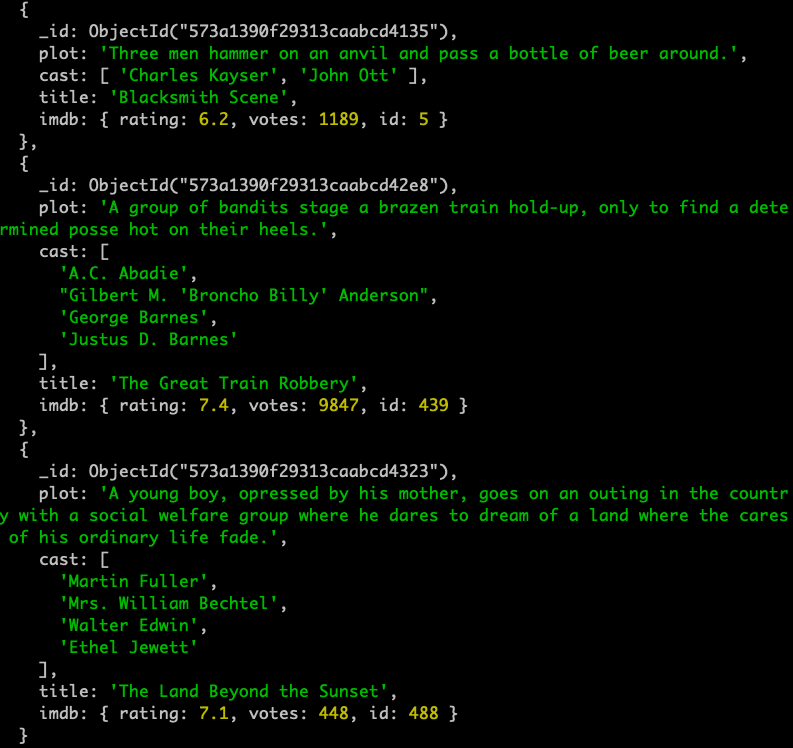 {
_id: ObjectId("573a1390f29313caabcd4135"),
plot: 'Three men hammer on an anvil and pass a bottle of beer around.',
cast: [ 'Charles Kayser', 'John Ott' ],
title: 'Blacksmith Scene',
imdb: { rating: 6.2, votes: 1189, id: 5 }
},
{
_id: ObjectId("573a1390f29313caabcd42e8"),
plot: 'A group of bandits stage a brazen train hold-up, only to find a dete
rmined posse hot on their heels.',
cast: [
'A.C. Abadie',
"Gilbert M. 'Broncho Billy' Anderson",
'George Barnes',
'Justus D. Barnes'
],
title: 'The Great Train Robbery',
imdb: { rating: 7.4, votes: 9847, id: 439 }
},
{
_id: ObjectId("573a1390f29313caabcd4323"),
plot: 'A young boy, opressed by his mother, goes on an outing in the countr
y with a social welfare group where he dares to dream of a land where the cares
of his ordinary life fade.',
cast: [
'Martin Fuller',
'Mrs. William Bechtel',
'Walter Edwin',
'Ethel Jewett'
],
title: 'The Land Beyond the Sunset',
imdb: { rating: 7.1, votes: 448, id: 488 }
}